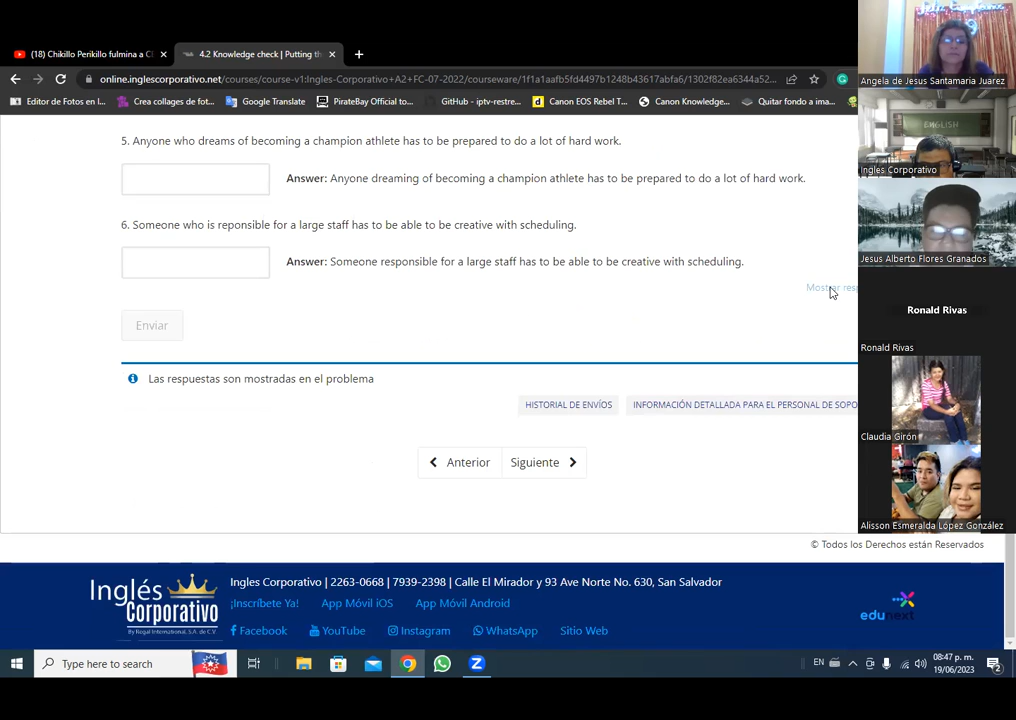 (18) Chikillo Perikillo fulmina a C
4.2 Knowledge check | Putting th
online.inglescorporativo.net/courses/course-v1:Ingles-Corporativo+A2+FC-07-2022/courseware/1f1a1aafb5fd4497b1248b43617abfa6/1302f82ea6344a52...
Editor de Fotos en l...
Crea collages de fot...
Google Translate
PirateBay Official to...
GitHub - iptv-restre...
Canon EOS Rebel T...
Canon Knowledge...
Quitar fondo a ima...
5. Anyone who dreams of becoming a champion athlete has to be prepared to do a lot of hard work.
Answer: Anyone dreaming of becoming a champion athlete has to be prepared to do a lot of hard work.
6. Someone who is reponsible for a large staff has to be able to be creative with scheduling.
Answer: Someone responsible for a large staff has to be able to be creative with scheduling.
Mostrar resp
Enviar
Las respuestas son mostradas en el problema
HISTORIAL DE ENVÍOS
INFORMACIÓN DETALLADA PARA EL PERSONAL DE SOPO
Anterior
Siguiente
© Todos los Derechos están Reservados
Inglés
Corporativo
By Regal International, S.A. de C.V.
Ingles Corporativo | 2263-0668 | 7939-2398 | Calle El Mirador y 93 Ave Norte No. 630, San Salvador
¡Inscríbete Ya!
App Móvil iOS
App Móvil Android
Facebook
YouTube
Instagram
WhatsApp
Sitio Web
edunext
Type here to search
EN
08:47 p. m.
19/06/2023
2
Angela de Jesus Santamaria Juarez
ENGLISH
Ingles Corporativo
Jesus Alberto Flores Granados
Ronald Rivas
Ronald Rivas
Claudia Girón
Alisson Esmeralda López González